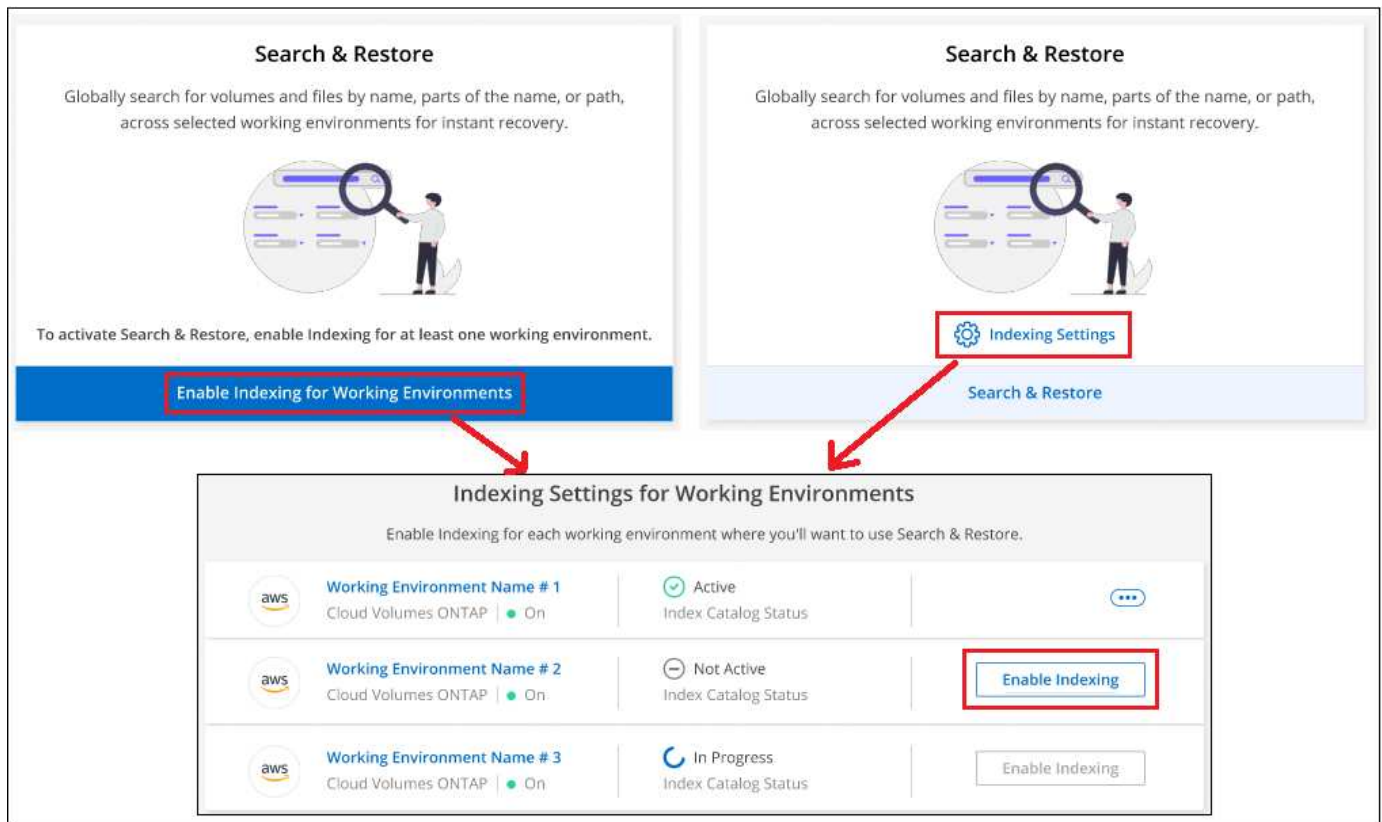 Search & Restore
Globally search for volumes and files by name, parts of the name, or path,
across selected working environments for instant recovery.
To activate Search & Restore, enable Indexing for at least one working environment.
Enable Indexing for Working Environments
Search & Restore
Globally search for volumes and files by name, parts of the name, or path,
across selected working environments for instant recovery.
Indexing Settings
Search & Restore
Indexing Settings for Working Environments
Enable Indexing for each working environment where you'll want to use Search & Restore.
aws
Working Environment Name # 1
Cloud Volumes ONTAP | On
Active
Index Catalog Status
aws
Working Environment Name # 2
Cloud Volumes ONTAP | On
Not Active
Index Catalog Status
Enable Indexing
aws
Working Environment Name # 3
Cloud Volumes ONTAP | On
In Progress
Index Catalog Status
Enable Indexing